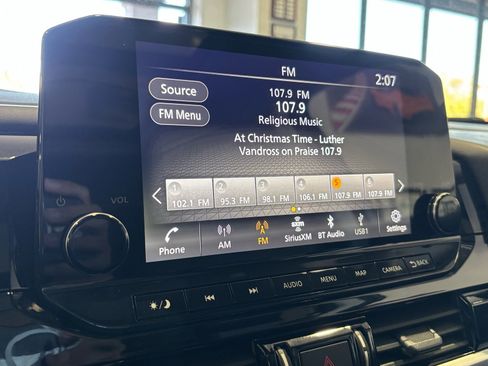 FM
2:07
Source
FM Menu
107.9 FM
107.9
Religious Music
At Christmas Time - Luther
Vandross on Praise 107.9
1 2 3 4 5 6
102.1 FM 95.3 FM 98.1 FM 106.1 FM 107.9 FM 107.9 FM
Phone AM FM SiriusXM BT Audio USB1 Settings
VOL
AUDIO MENU MAP CAMERA BACK